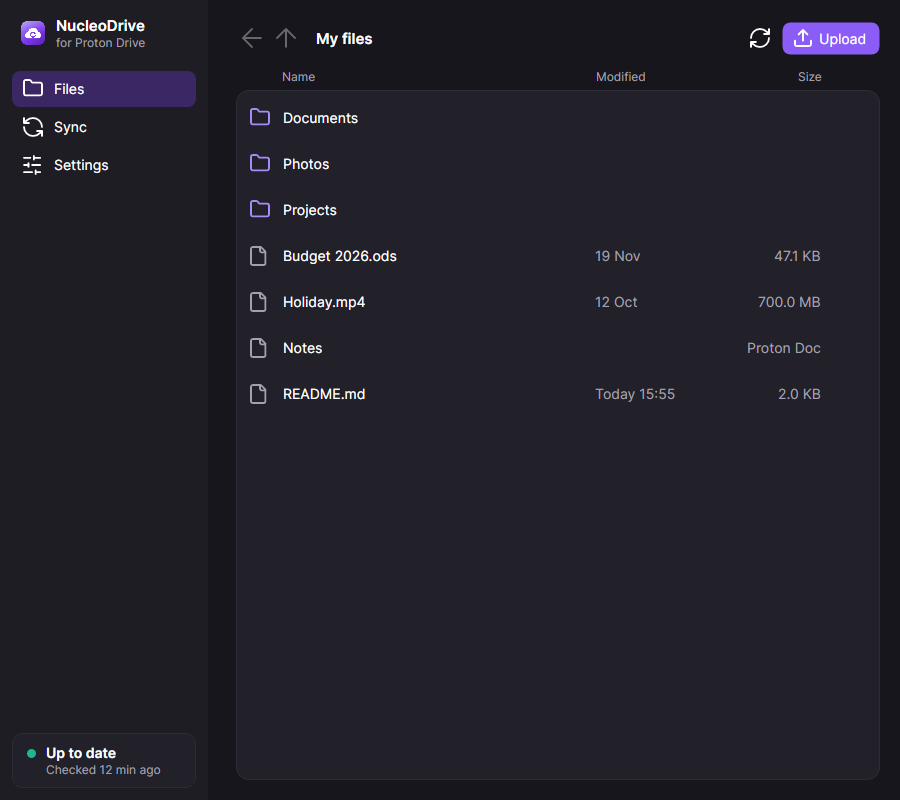 NucleoDrive
for Proton Drive
Files
Sync
Settings
Up to date
Checked 12 min ago
My files
Upload
Name Modified Size
Documents
Photos
Projects
Budget 2026.ods 19 Nov 47.1 KB
Holiday.mp4 12 Oct 700.0 MB
Notes Proton Doc
README.md Today 15:55 2.0 KB